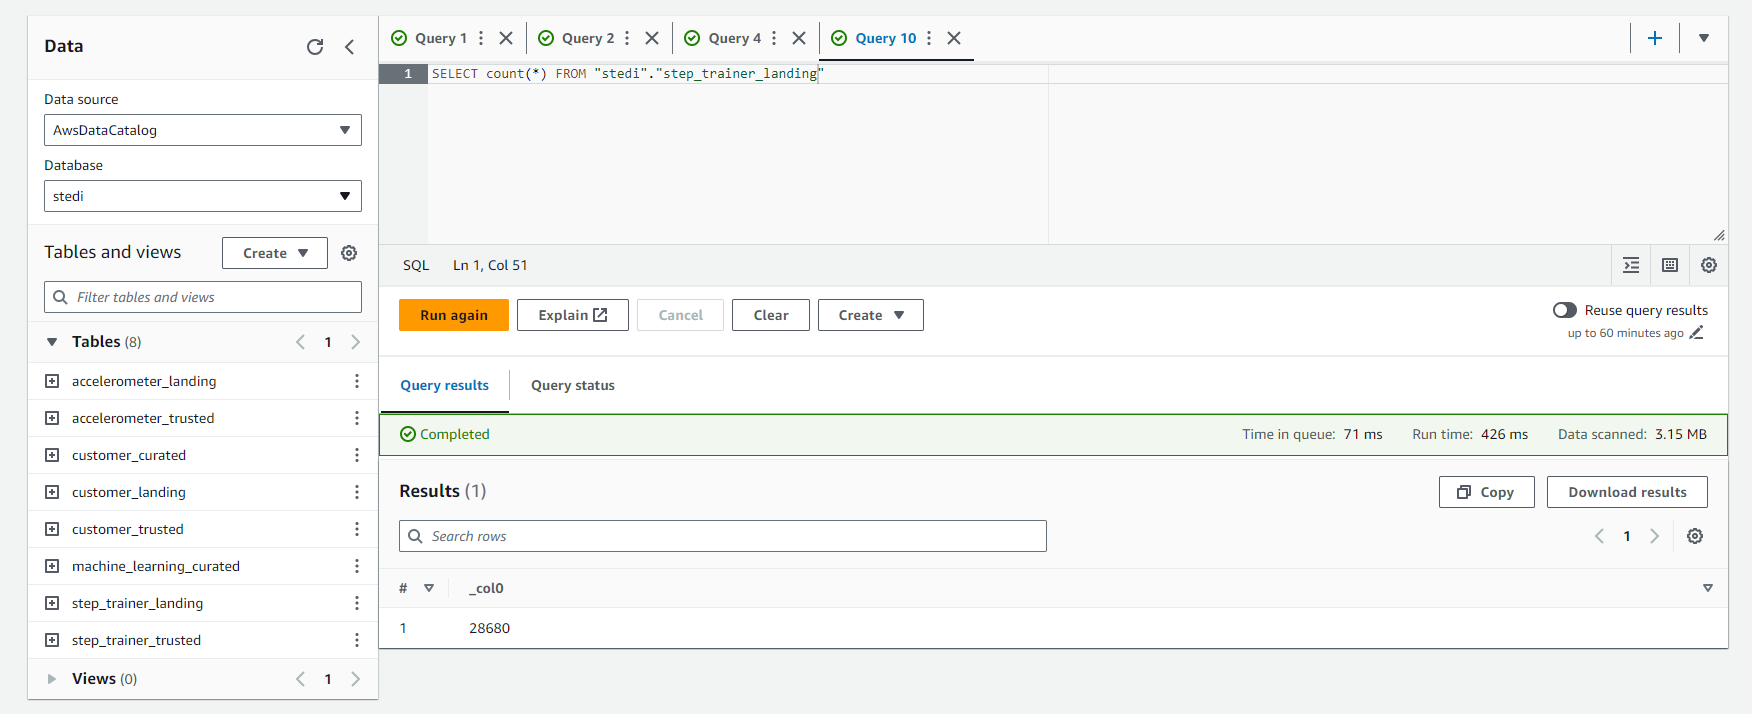 Data
Data source
AwsDataCatalog
Database
stedi
Tables and views
Create
Filter tables and views
Tables (8)
1
accelerometer_landing
accelerometer_trusted
customer_curated
customer_landing
customer_trusted
machine_learning_curated
step_trainer_landing
step_trainer_trusted
Views (0)
1
Query 1 Query 2 Query 4 Query 10
1 SELECT count(*) FROM "stedi"."step_trainer_landing"
SQL Ln 1, Col 51
Run again Explain Cancel Clear Create
Reuse query results
up to 60 minutes ago
Query results Query status
Completed Time in queue: 71 ms Run time: 426 ms Data scanned: 3.15 MB
Results (1) Copy Download results
Search rows 1
# _col0
1 28680